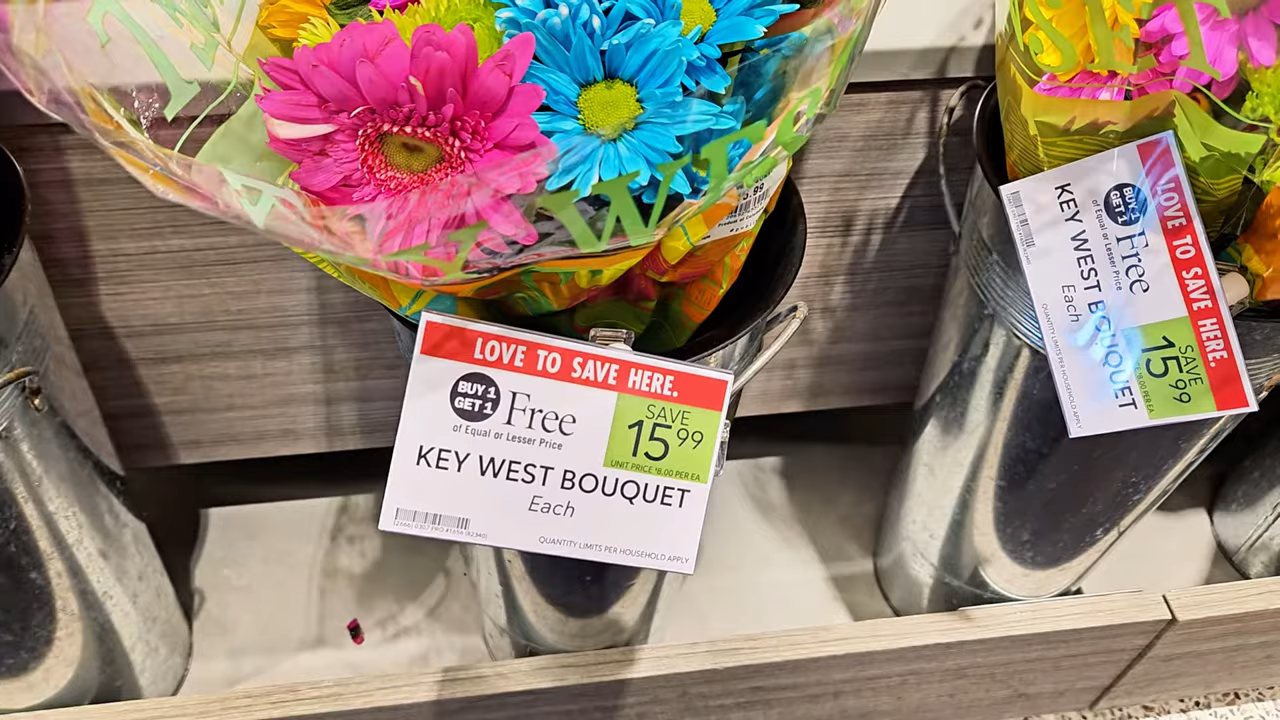 LOVE TO SAVE HERE.
BUY 1
GET 1
Free
of Equal or Lesser Price
SAVE
15 99
UNIT PRICE $8.00 PER EA
KEY WEST BOUQUET
Each
QUANTITY LIMITS PER HOUSEHOLD APPLY
LOVE TO SAVE HERE.
BUY 1
GET 1
Free
of Equal or Lesser Price
SAVE
15 99
KEY WEST BOUQUET
Each
QUANTITY LIMITS PER HOUSEHOLD APPLY